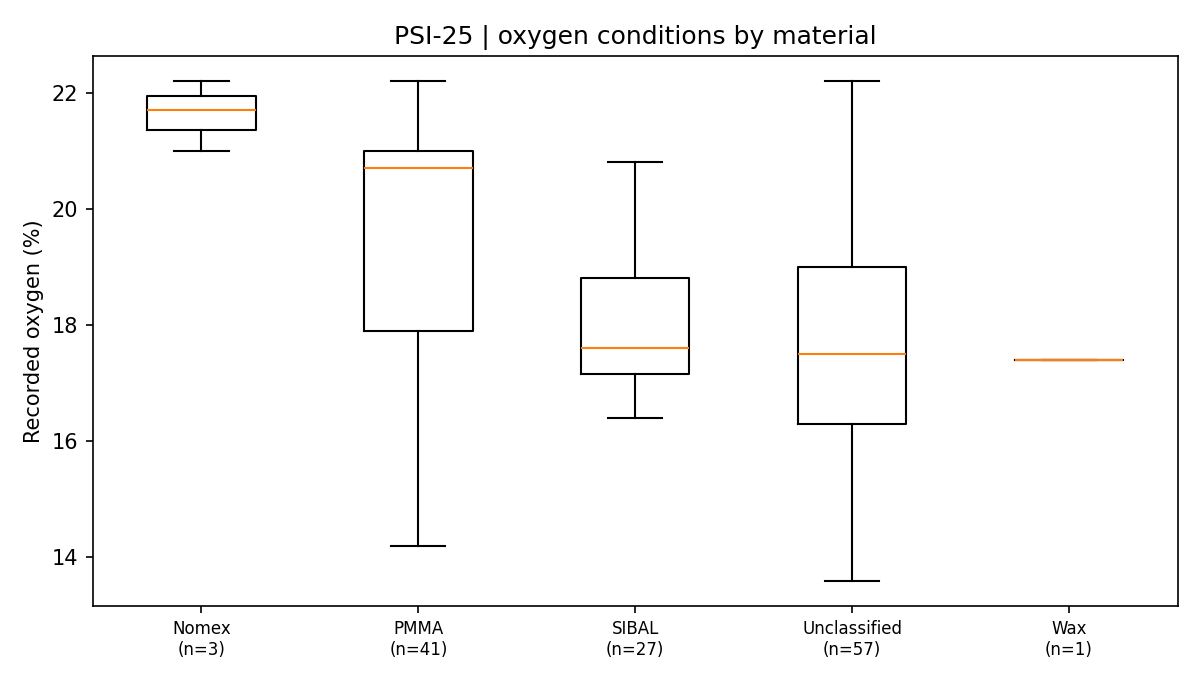 PSI-25 | oxygen conditions by material
Recorded oxygen (%)
22
20
18
16
14
Nomex
(n=3)
PMMA
(n=41)
SIBAL
(n=27)
Unclassified
(n=57)
Wax
(n=1)